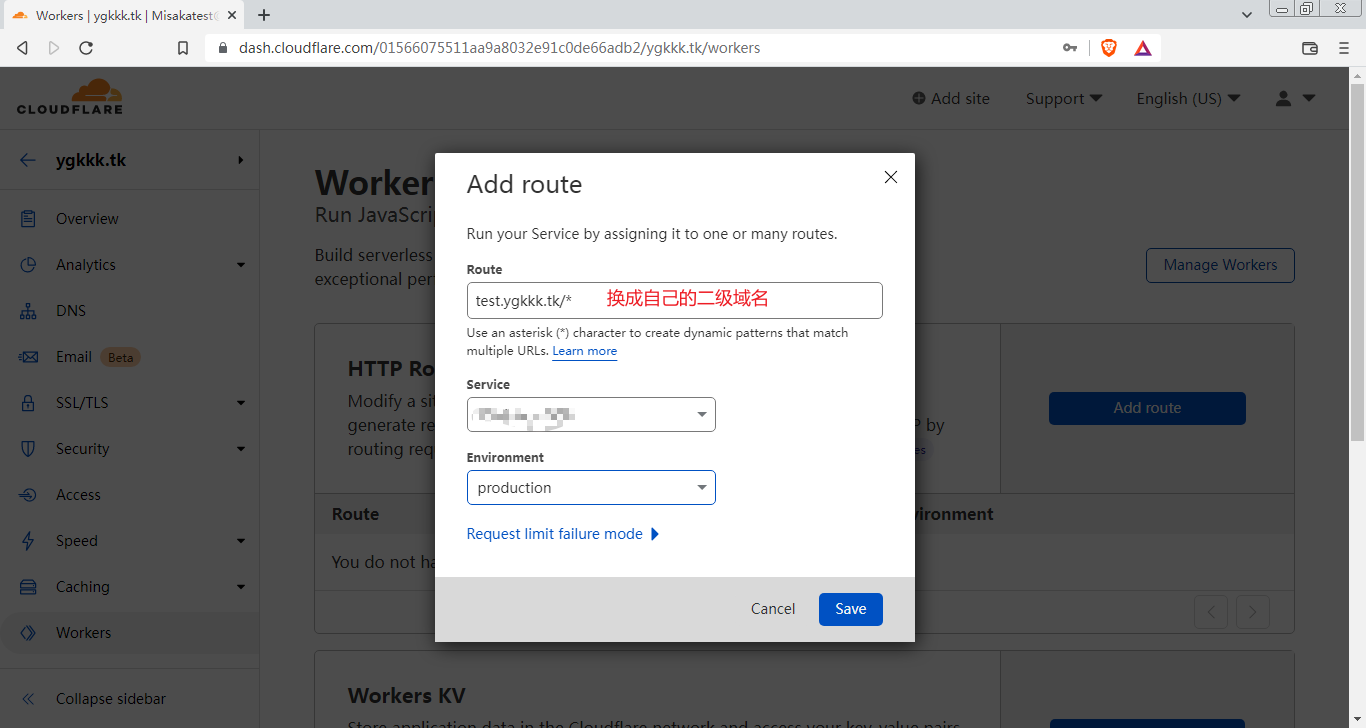 Workers | ygkkk.tk | Misakatest
dash.cloudflare.com/01566075511aa9a8032e91c0de66adb2/ygkkk.tk/workers
CLOUDFLARE
Add site
Support
English (US)
ygkkk.tk
Overview
Analytics
DNS
Email Beta
SSL/TLS
Security
Access
Speed
Caching
Workers
Collapse sidebar
Worker
Run JavaScri
Build serverless
exceptional per
Manage Workers
HTTP Ro
Modify a si
generate re
routing req
P by
es
Add route
Route
vironment
You do not ha
Workers KV
Store application data in the Cloudflare network and access your key-value pairs
Add route
Run your Service by assigning it to one or many routes.
Route
test.ygkkk.tk/* 换成自己的二级域名
Use an asterisk (*) character to create dynamic patterns that match
multiple URLs. Learn more
Service
Environment
production
Request limit failure mode
Cancel
Save